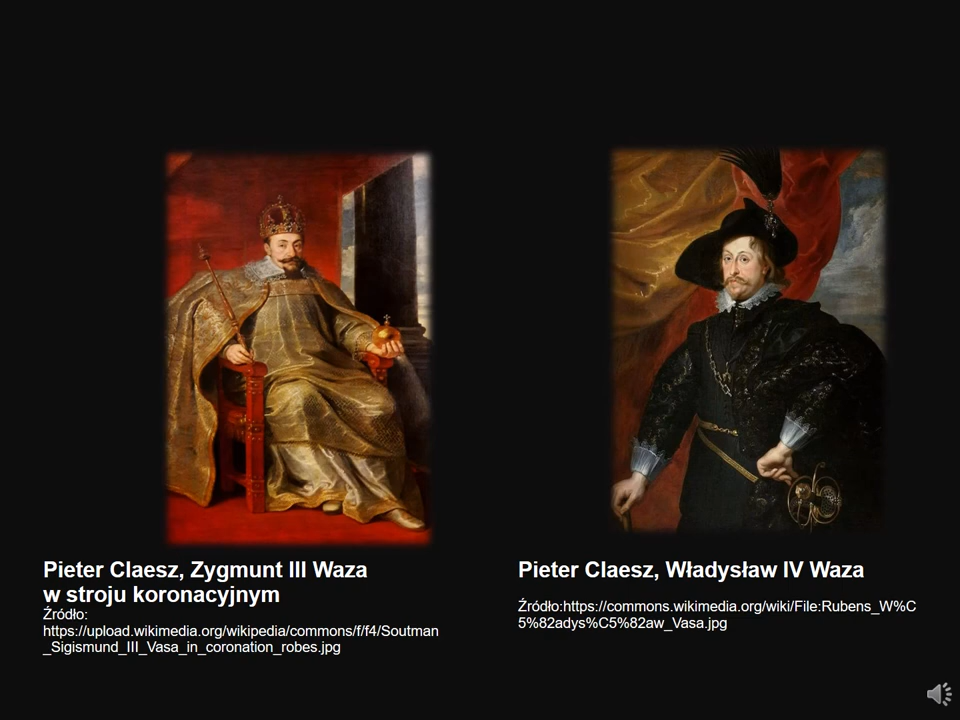 Pieter Claesz, Zygmunt III Waza
w stroju koronacyjnym
Źródło:
https://upload.wikimedia.org/wikipedia/commons/f/f4/Soutman
_Sigismund_III_Vasa_in_coronation_robes.jpg
Pieter Claesz, Władysław IV Waza
Źródło:https://commons.wikimedia.org/wiki/File:Rubens_W%C
5%82adys%C5%82aw_Vasa.jpg